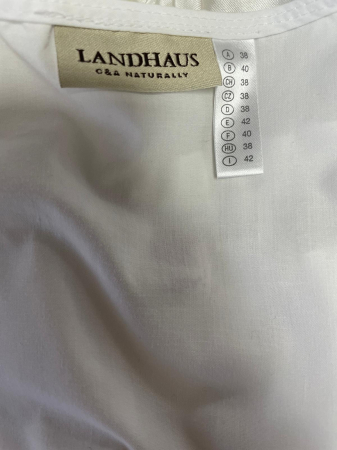 LANDHAUS
C&A NATURALLY
A 38
B 40
CH 38
CZ 38
D 38
E 42
F 40
HU 38
I 42